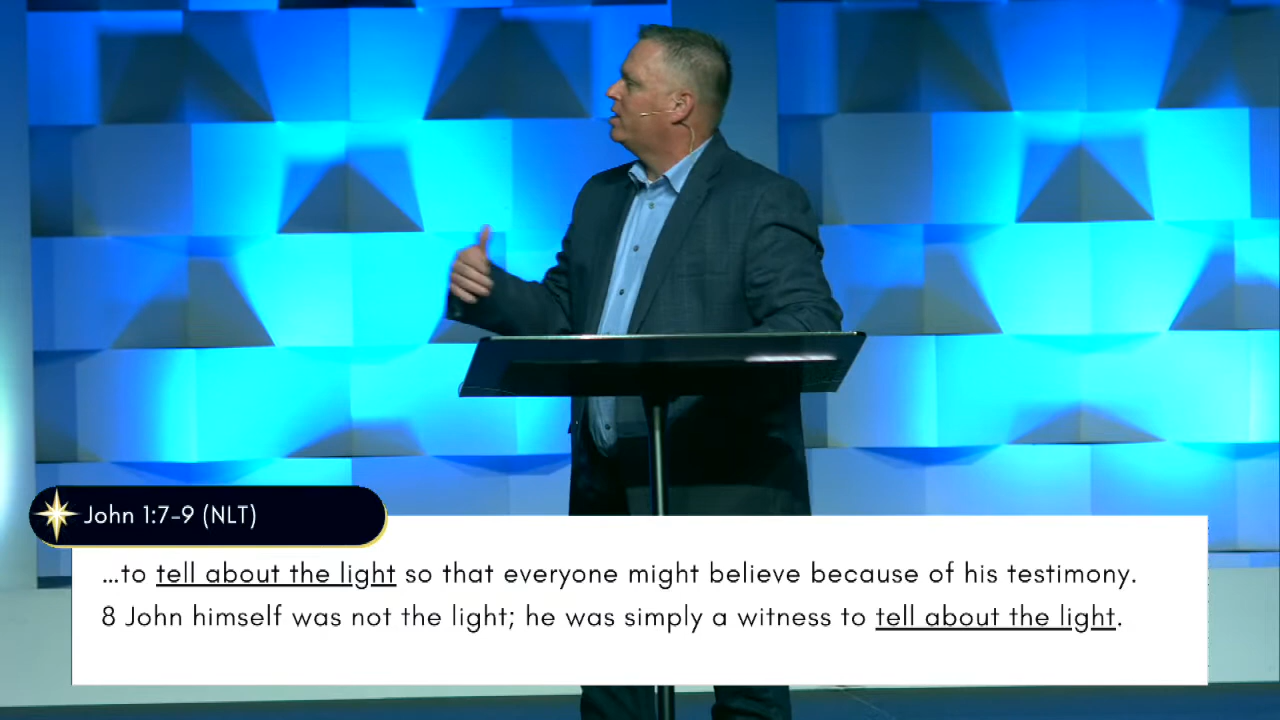 John 1:7-9 (NLT)
...to tell about the light so that everyone might believe because of his testimony.
8 John himself was not the light; he was simply a witness to tell about the light.